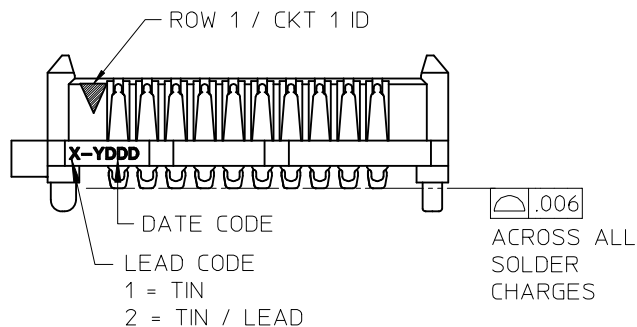 ROW 1 / CKT 1 ID
X-YDDD
DATE CODE
LEAD CODE
1 = TIN
2 = TIN / LEAD
.006
ACROSS ALL
SOLDER
CHARGES